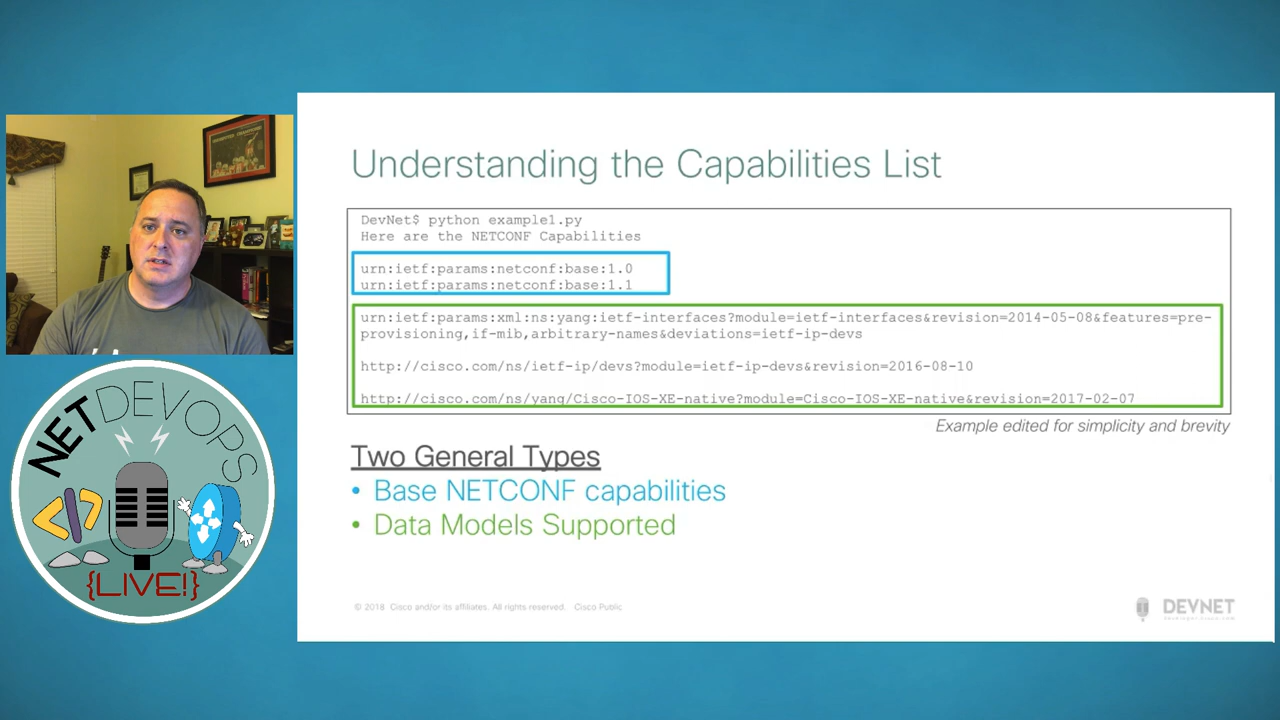 Understanding the Capabilities List
DevNet$ python example1.py
Here are the NETCONF Capabilities
urn:ietf:params:netconf:base:1.0
urn:ietf:params:netconf:base:1.1
urn:ietf:params:xml:ns:yang:ietf-interfaces?module=ietf-interfaces&revision=2014-05-08&features=pre-
provisioning,if-mib,arbitrary-names&deviations=ietf-ip-devs
http://cisco.com/ns/ietf-ip/devs?module=ietf-ip-devs&revision=2016-08-10
http://cisco.com/ns/yang/Cisco-IOS-XE-native?module=Cisco-IOS-XE-native&revision=2017-02-07
Example edited for simplicity and brevity
Two General Types
• Base NETCONF capabilities
• Data Models Supported
© 2018 Cisco and/or its affiliates. All rights reserved. Cisco Public
DEVNET
developer.cisco.com
NETDEVOPS
</>
{LIVE!}